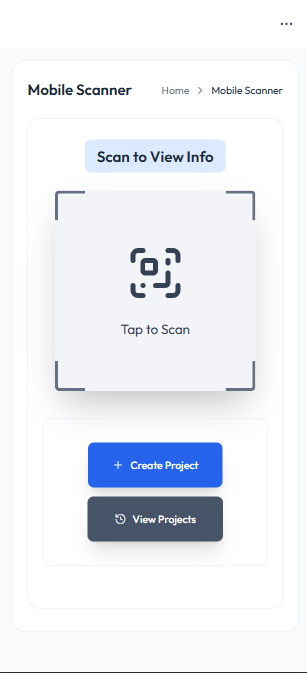 Mobile Scanner
Home > Mobile Scanner
Scan to View Info
Tap to Scan
Create Project
View Projects